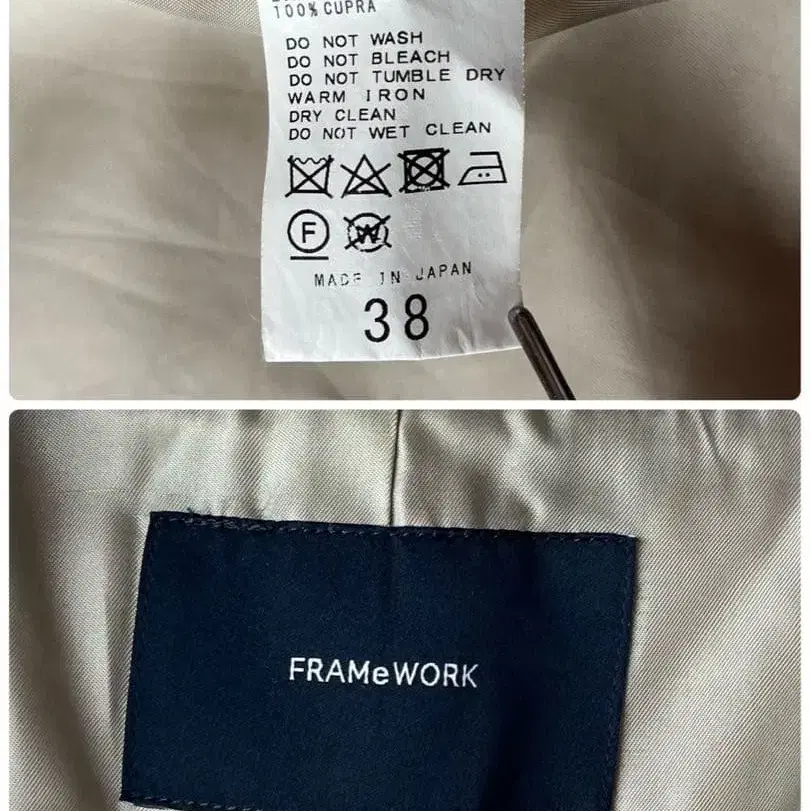 100% CUPRA
DO NOT WASH
DO NOT BLEACH
DO NOT TUMBLE DRY
WARM IRON
DRY CLEAN
DO NOT WET CLEAN
F W
MADE IN JAPAN
38
FRAMeWORK